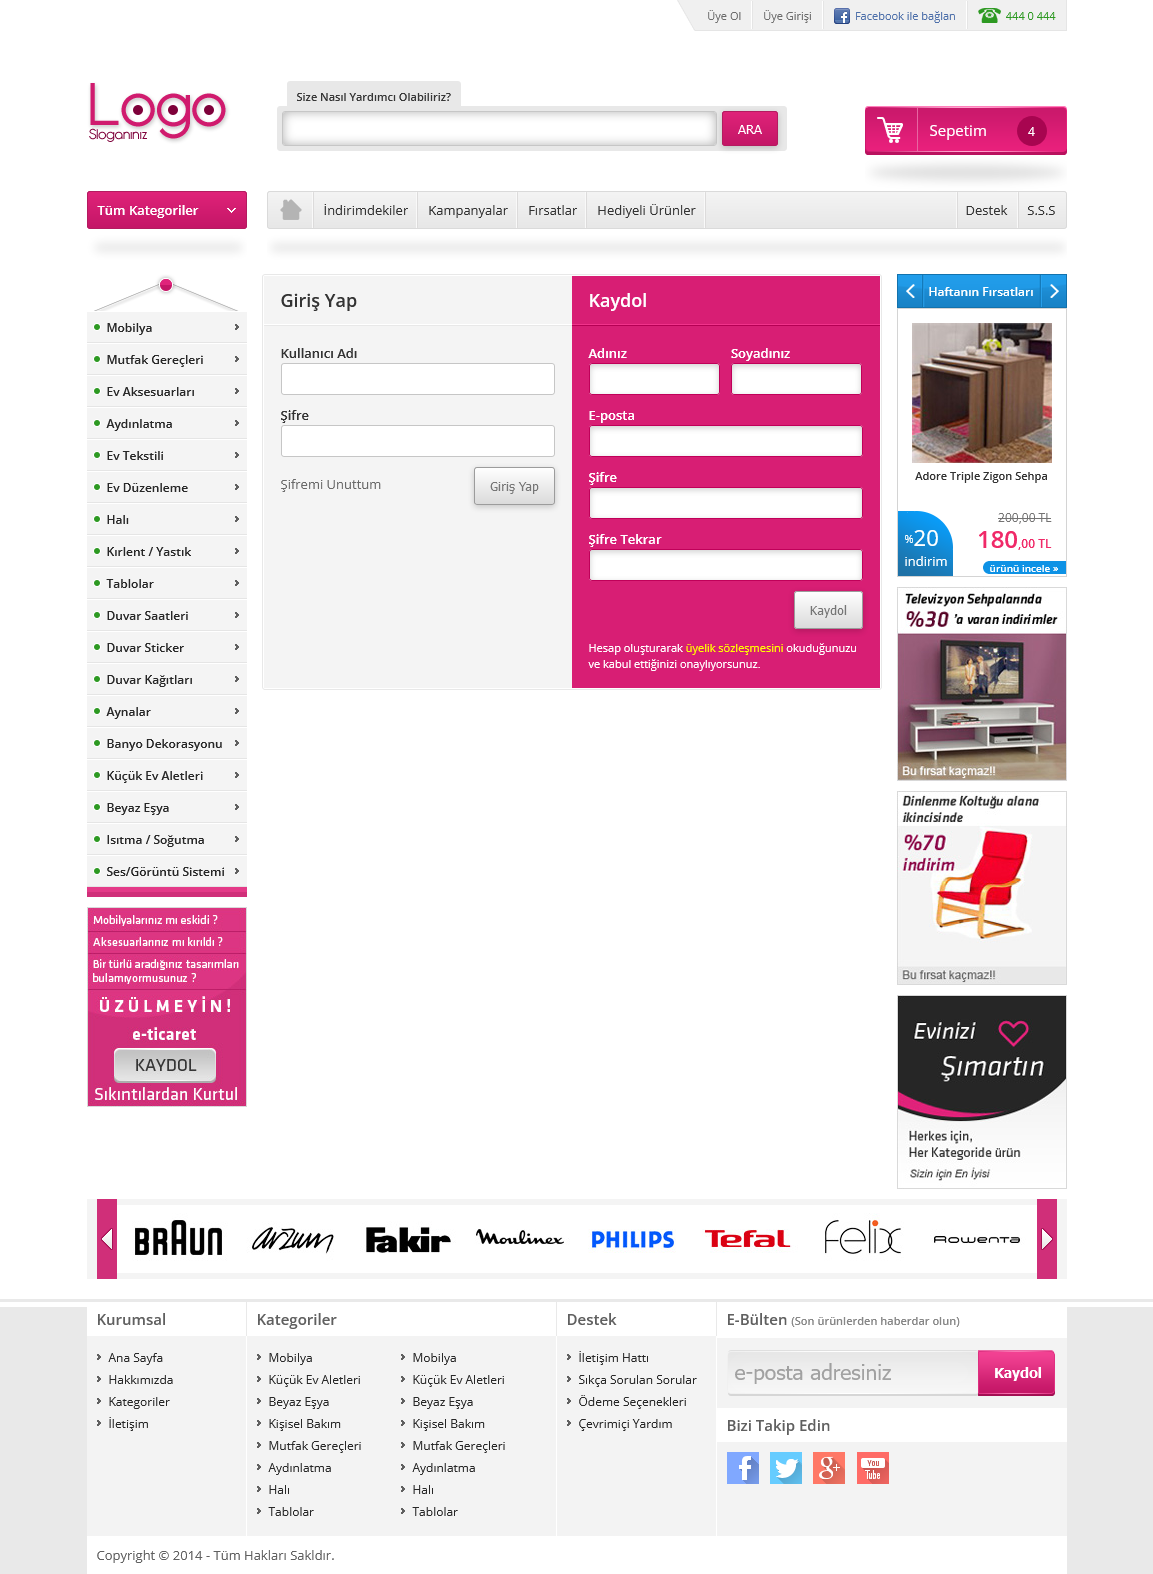 Üye Ol
Üye Girişi
Facebook ile bağlan
444 0 444
Logo
Sloganınız
Size Nasıl Yardımcı Olabiliriz?
ARA
Sepetim
4
Tüm Kategoriler
İndirimdekiler
Kampanyalar
Fırsatlar
Hediyeli Ürünler
Destek
S.S.S
Mobilya
Mutfak Gereçleri
Ev Aksesuarları
Aydınlatma
Ev Tekstili
Ev Düzenleme
Halı
Kırlent / Yastık
Tablolar
Duvar Saatleri
Duvar Sticker
Duvar Kağıtları
Aynalar
Banyo Dekorasyonu
Küçük Ev Aletleri
Beyaz Eşya
Isıtma / Soğutma
Ses/Görüntü Sistemi
Mobilyalarınız mı eskidi ?
Aksesuarlarınız mı kırıldı ?
Bir türlü aradığınız tasarımları
bulamıyormusunuz ?
ÜZÜLMEYİN!
e-ticaret
KAYDOL
Sıkıntılardan Kurtul
Giriş Yap
Kullanıcı Adı
Şifre
Şifremi Unuttum
Giriş Yap
Kaydol
Adınız
Soyadınız
E-posta
Şifre
Şifre Tekrar
Kaydol
Hesap oluşturarak üyelik sözleşmesini okuduğunuzu
ve kabul ettiğinizi onaylıyorsunuz.
Haftanın Fırsatları
Adore Triple Zigon Sehpa
%20
indirim
200,00 TL
180,00 TL
ürünü incele »
Televizyon Sehpalarında
%30 'a varan indirimler
Bu fırsat kaçmaz!!
Dinlenme Koltuğu alana
ikincisinde
%70
indirim
Bu fırsat kaçmaz!!
Evinizi
Şımartın
Herkes için,
Her Kategoride ürün
Sizin için En İyisi
BRAUN
arzum
Fakir
Moulinex
PHILIPS
Tefal
Felix
ROWENTA
Kurumsal
Ana Sayfa
Hakkımızda
Kategoriler
İletişim
Kategoriler
Mobilya
Küçük Ev Aletleri
Beyaz Eşya
Kişisel Bakım
Mutfak Gereçleri
Aydınlatma
Halı
Tablolar
Mobilya
Küçük Ev Aletleri
Beyaz Eşya
Kişisel Bakım
Mutfak Gereçleri
Aydınlatma
Halı
Tablolar
Destek
İletişim Hattı
Sıkça Sorulan Sorular
Ödeme Seçenekleri
Çevrimiçi Yardım
E-Bülten (Son ürünlerden haberdar olun)
e-posta adresiniz
Kaydol
Bizi Takip Edin
You
Tube
Copyright © 2014 - Tüm Hakları Saklıdır.